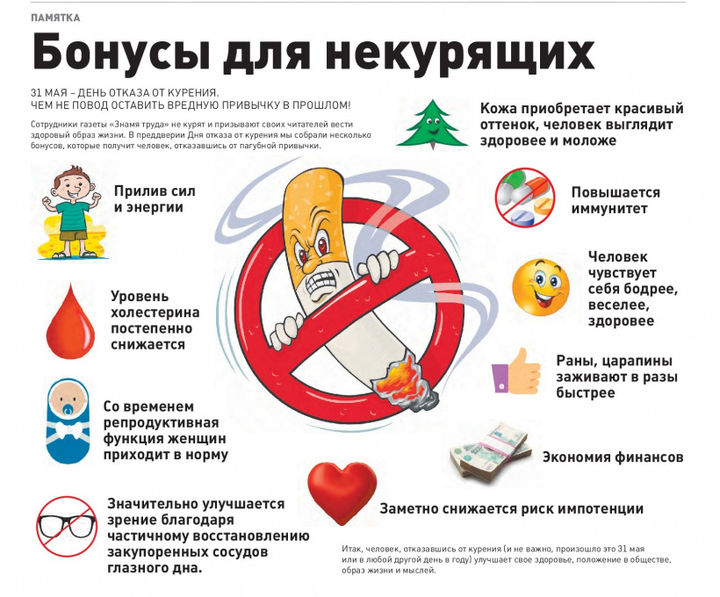 ПАМЯТКА
Бонусы для некурящих
31 МАЯ – ДЕНЬ ОТКАЗА ОТ КУРЕНИЯ.
ЧЕМ НЕ ПОВОД ОСТАВИТЬ ВРЕДНУЮ ПРИВЫЧКУ В ПРОШЛОМ!
Сотрудники газеты «Знамя труда» не курят и призывают своих читателей вести
здоровый образ жизни. В преддверии Дня отказа от курения мы собрали несколько
бонусов, которые получит человек, отказавшись от пагубной привычки.
Кожа приобретает красивый
оттенок, человек выглядит
здоровее и моложе
Прилив сил
и энергии
Повышается
иммунитет
Человек
чувствует
себя бодрее,
веселее,
здоровее
Уровень
холестерина
постепенно
снижается
Раны, царапины
заживают в разы
быстрее
Со временем
репродуктивная
функция женщин
приходит в норму
Экономия финансов
Значительно улучшается
зрение благодаря
частичному восстановлению
закупоренных сосудов
глазного дна.
Заметно снижается риск импотенции
Итак, человек, отказавшись от курения (и не важно, произошло это 31 мая
или в любой другой день в году) улучшает свое здоровье, положение в обществе,
образ жизни и мыслей.